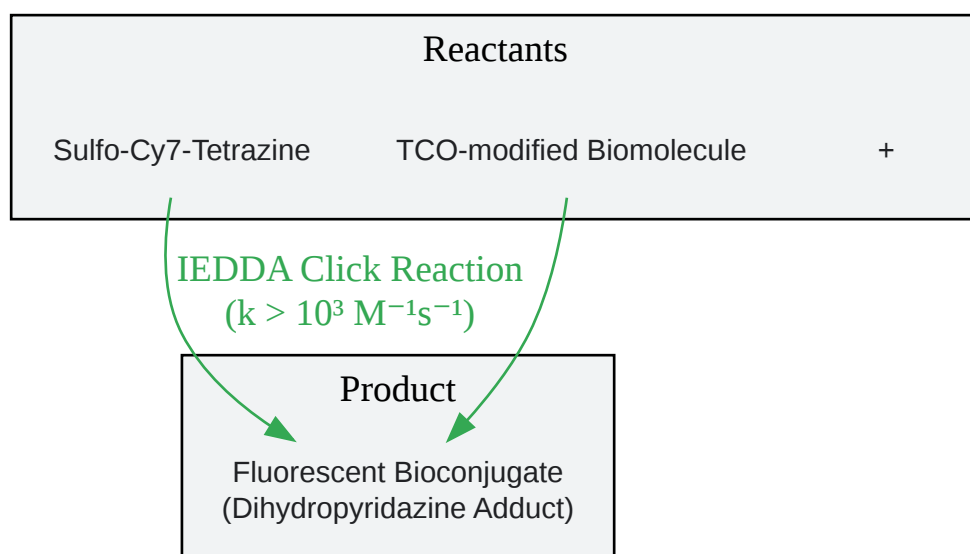 Reactants
Sulfo-Cy7-Tetrazine TCO-modified Biomolecule +
IEDDA Click Reaction
(k > 10³ M⁻¹s⁻¹)
Product
Fluorescent Bioconjugate
(Dihydropyridazine Adduct)